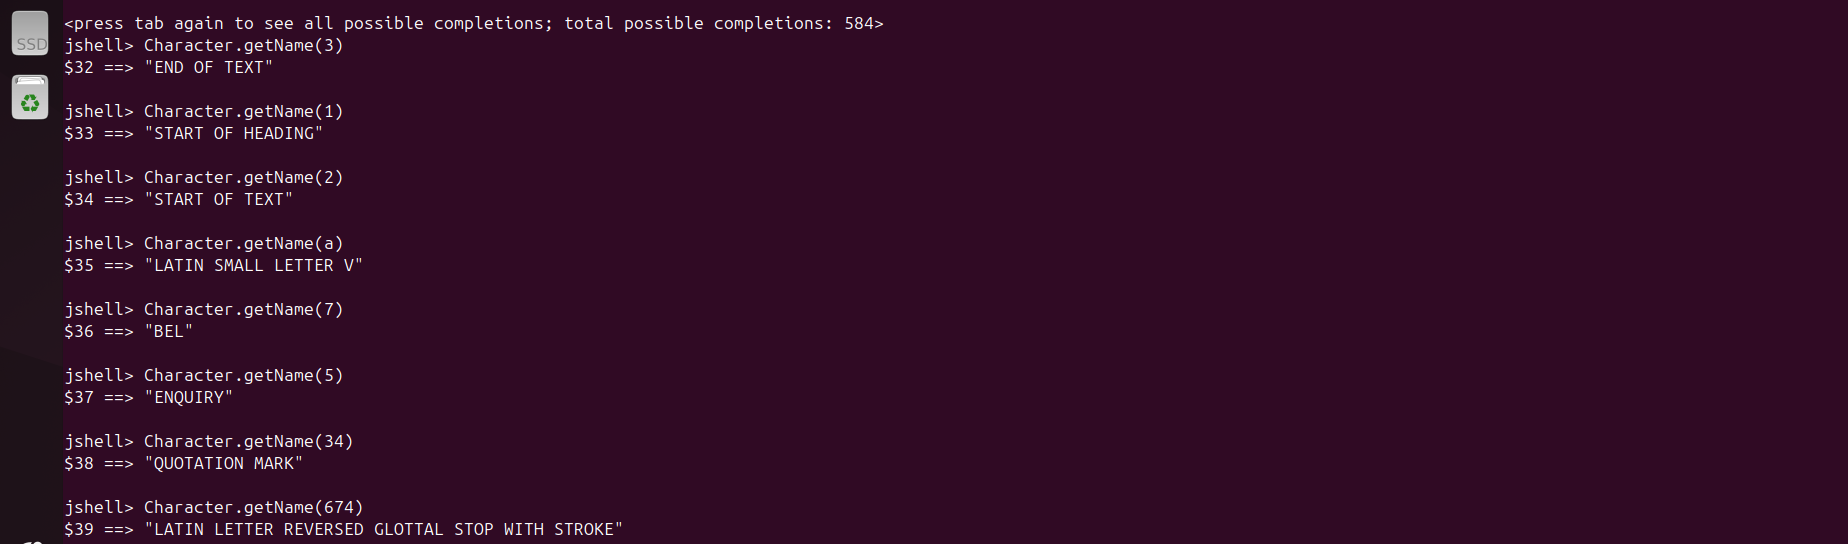 SSD
<press tab again to see all possible completions; total possible completions: 584>
jshell> Character.getName(3)
$32 ==> "END OF TEXT"
jshell> Character.getName(1)
$33 ==> "START OF HEADING"
jshell> Character.getName(2)
$34 ==> "START OF TEXT"
jshell> Character.getName(a)
$35 ==> "LATIN SMALL LETTER V"
jshell> Character.getName(7)
$36 ==> "BEL"
jshell> Character.getName(5)
$37 ==> "ENQUIRY"
jshell> Character.getName(34)
$38 ==> "QUOTATION MARK"
jshell> Character.getName(674)
$39 ==> "LATIN LETTER REVERSED GLOTTAL STOP WITH STROKE"